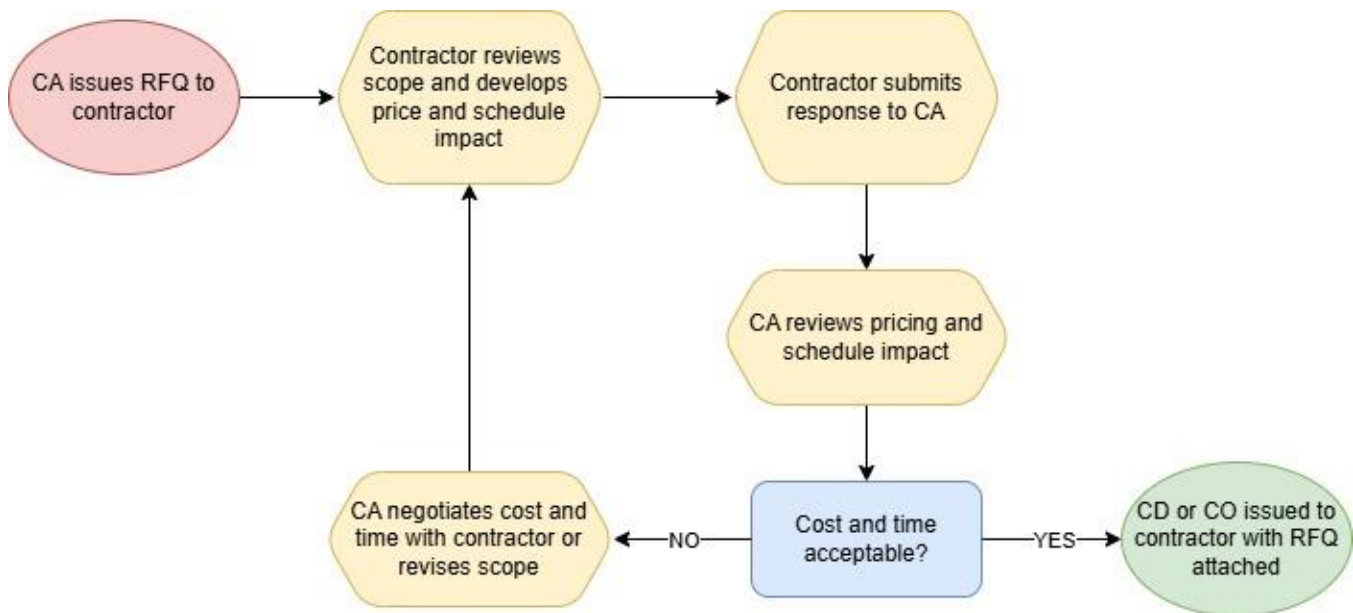 CA issues RFQ to
contractor
Contractor reviews
scope and develops
price and schedule
impact
Contractor submits
response to CA
CA reviews pricing and
schedule impact
Cost and time
acceptable?
NO
CA negotiates cost and
time with contractor or
revises scope
YES
CD or CO issued to
contractor with RFQ
attached